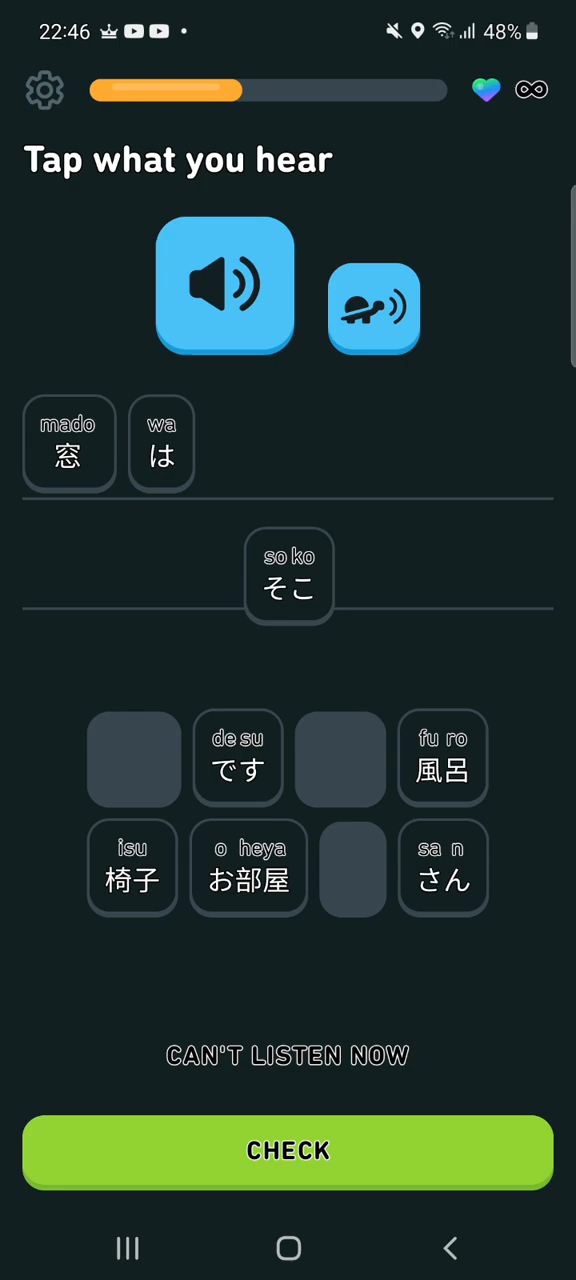 22:46 48%
Tap what you hear
mado wa
窓 は
so ko
そこ
de su fu ro
です 風呂
isu o heya sa n
椅子 お部屋 さん
CAN'T LISTEN NOW
CHECK